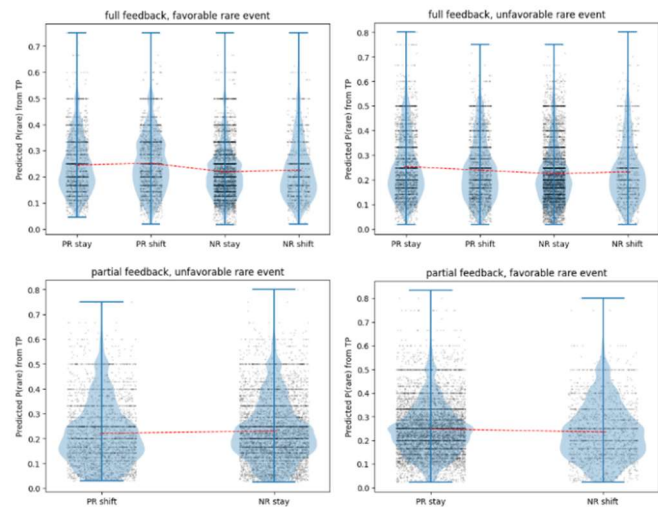 full feedback, favorable rare event
Predicted P(rare) from TP
0.7
0.6
0.5
0.4
0.3
0.2
0.1
0.0
PR stay
PR shift
NR stay
NR shift
full feedback, unfavorable rare event
Predicted P(rare) from TP
0.8
0.7
0.6
0.5
0.4
0.3
0.2
0.1
0.0
PR stay
PR shift
NR stay
NR shift
partial feedback, unfavorable rare event
Predicted P(rare) from TP
0.8
0.7
0.6
0.5
0.4
0.3
0.2
0.1
0.0
PR shift
NR stay
partial feedback, favorable rare event
Predicted P(rare) from TP
0.8
0.7
0.6
0.5
0.4
0.3
0.2
0.1
0.0
PR stay
NR shift